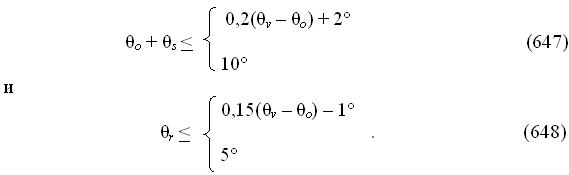 θo + θs ≤ { 0,2(θv – θo) + 2°
10° (647)
и
θr ≤ { 0,15(θv – θo) – 1°
5° . (648)